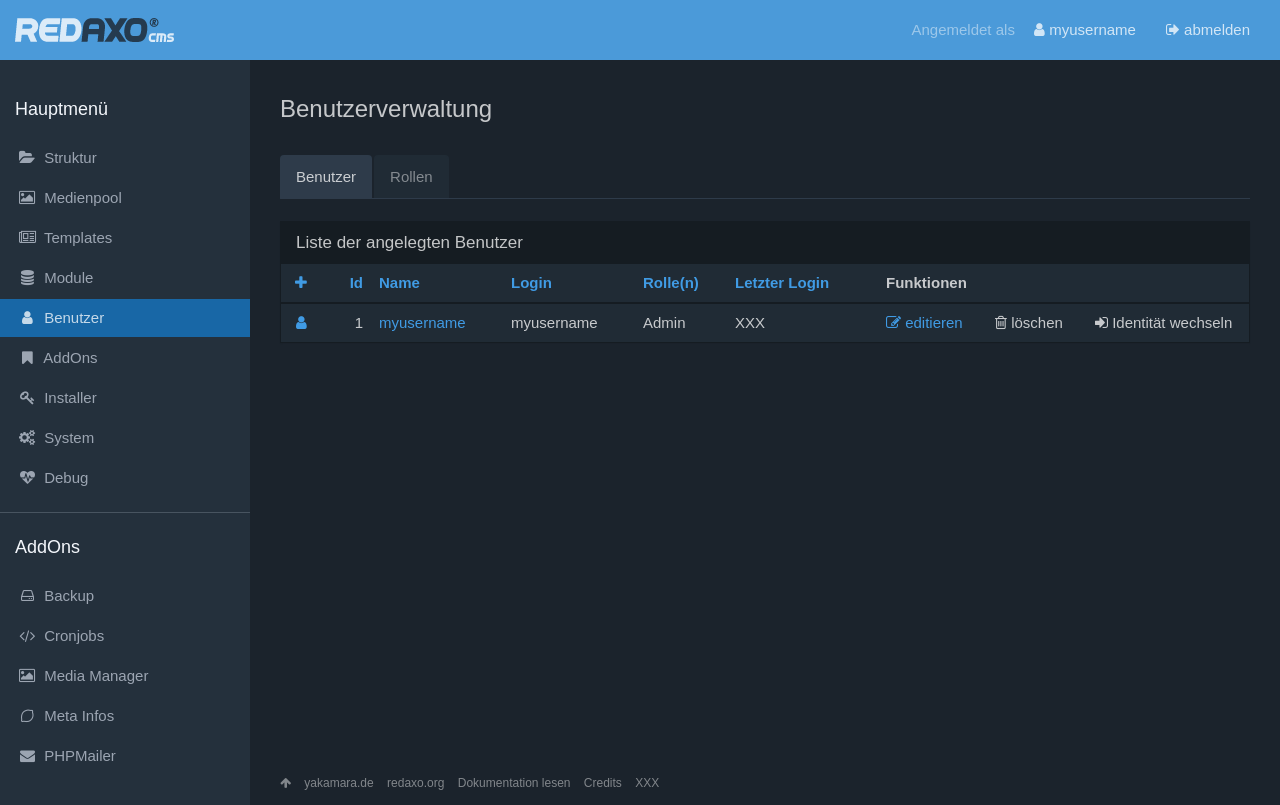 REDAXO® cms
Angemeldet als myusername abmelden
Hauptmenü
Struktur
Medienpool
Templates
Module
Benutzer
AddOns
Installer
System
Debug
AddOns
Backup
Cronjobs
Media Manager
Meta Infos
PHPMailer
Benutzerverwaltung
Benutzer Rollen
Liste der angelegten Benutzer
Id Name Login Rolle(n) Letzter Login Funktionen
1 myusername myusername Admin XXX editieren löschen Identität wechseln
yakamara.de redaxo.org Dokumentation lesen Credits XXX